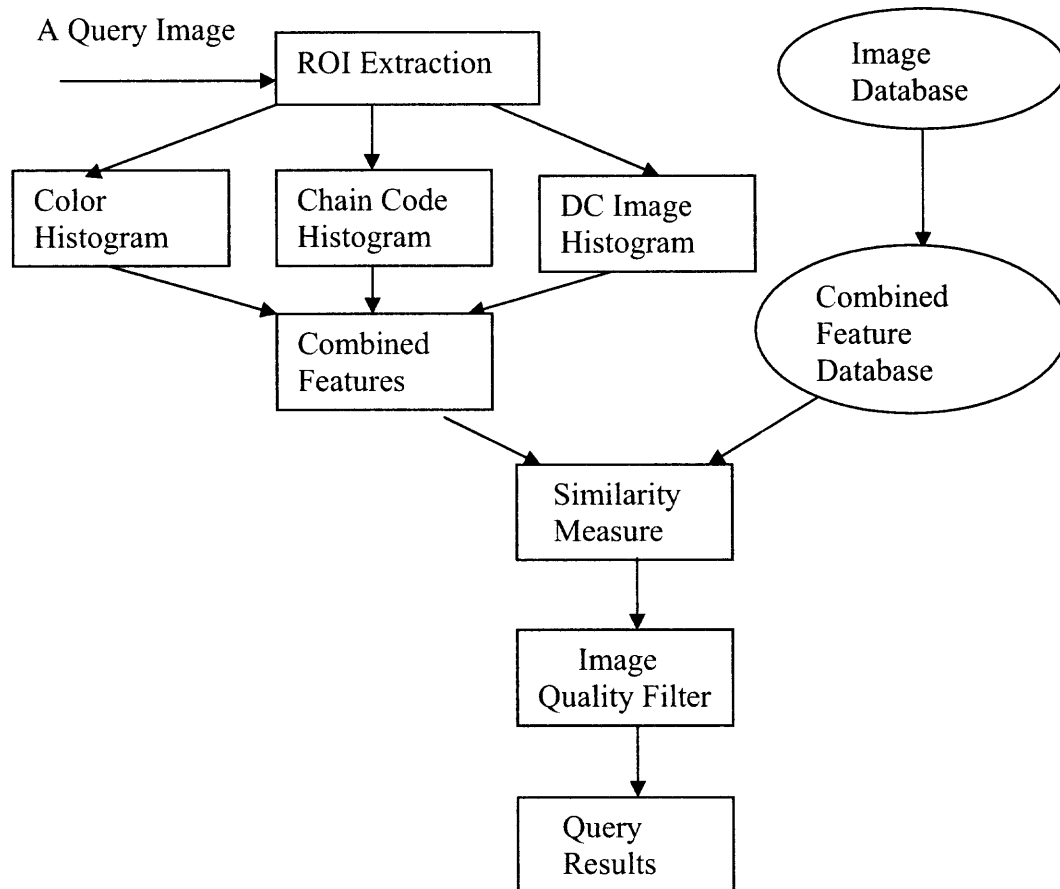 A Query Image
ROI Extraction
Image
Database
Color
Histogram
Chain Code
Histogram
DC Image
Histogram
Combined
Features
Combined
Feature
Database
Similarity
Measure
Image
Quality Filter
Query
Results